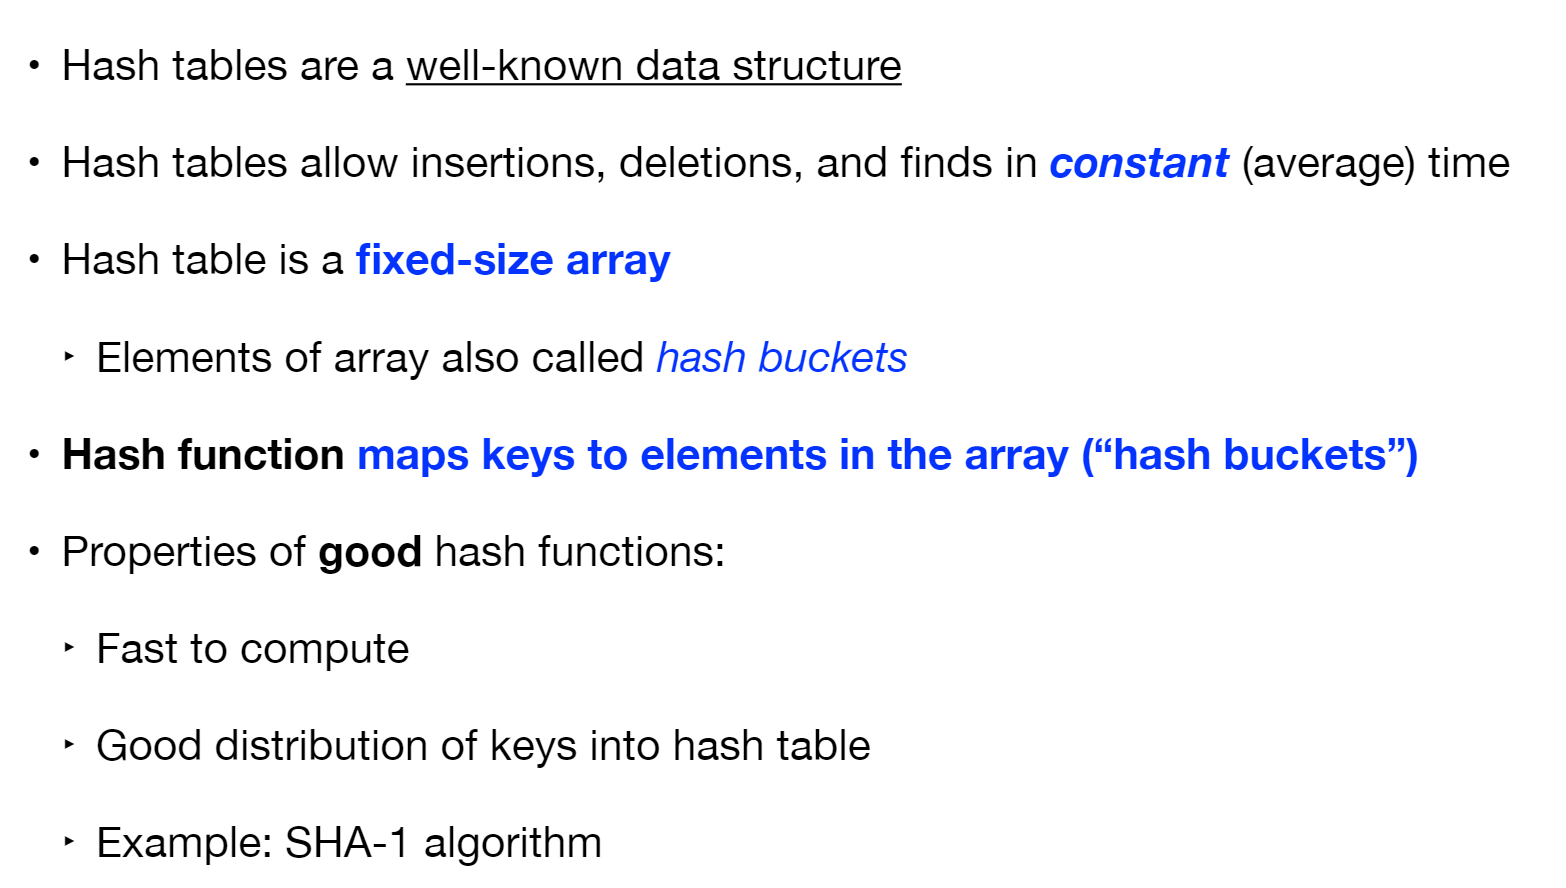 • Hash tables are a well-known data structure
• Hash tables allow insertions, deletions, and finds in constant (average) time
• Hash table is a fixed-size array
‣ Elements of array also called hash buckets
• Hash function maps keys to elements in the array (“hash buckets”)
• Properties of good hash functions:
‣ Fast to compute
‣ Good distribution of keys into hash table
‣ Example: SHA-1 algorithm